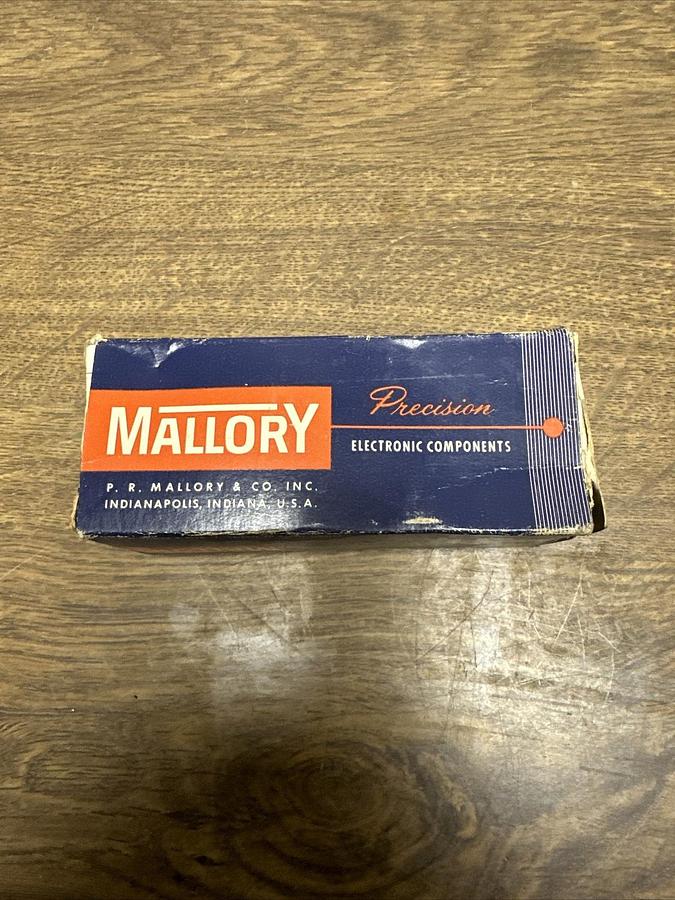 MALLORY
Precision
ELECTRONIC COMPONENTS
P. R. MALLORY & CO. INC.
INDIANAPOLIS, INDIANA, U.S.A.